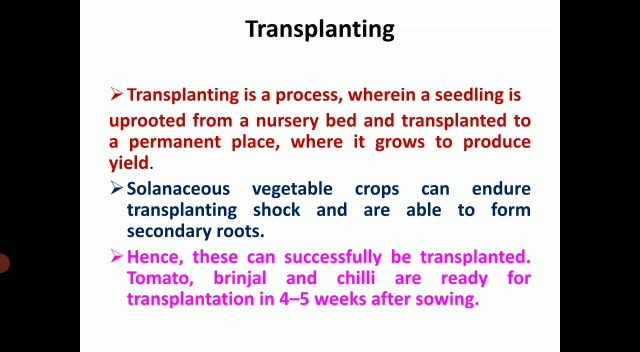 Transplanting
➢Transplanting is a process, wherein a seedling is
uprooted from a nursery bed and transplanted to
a permanent place, where it grows to produce
yield.
➢Solanaceous vegetable crops can endure
transplanting shock and are able to form
secondary roots.
➢Hence, these can successfully be transplanted.
Tomato, brinjal and chilli are ready for
transplantation in 4–5 weeks after sowing.